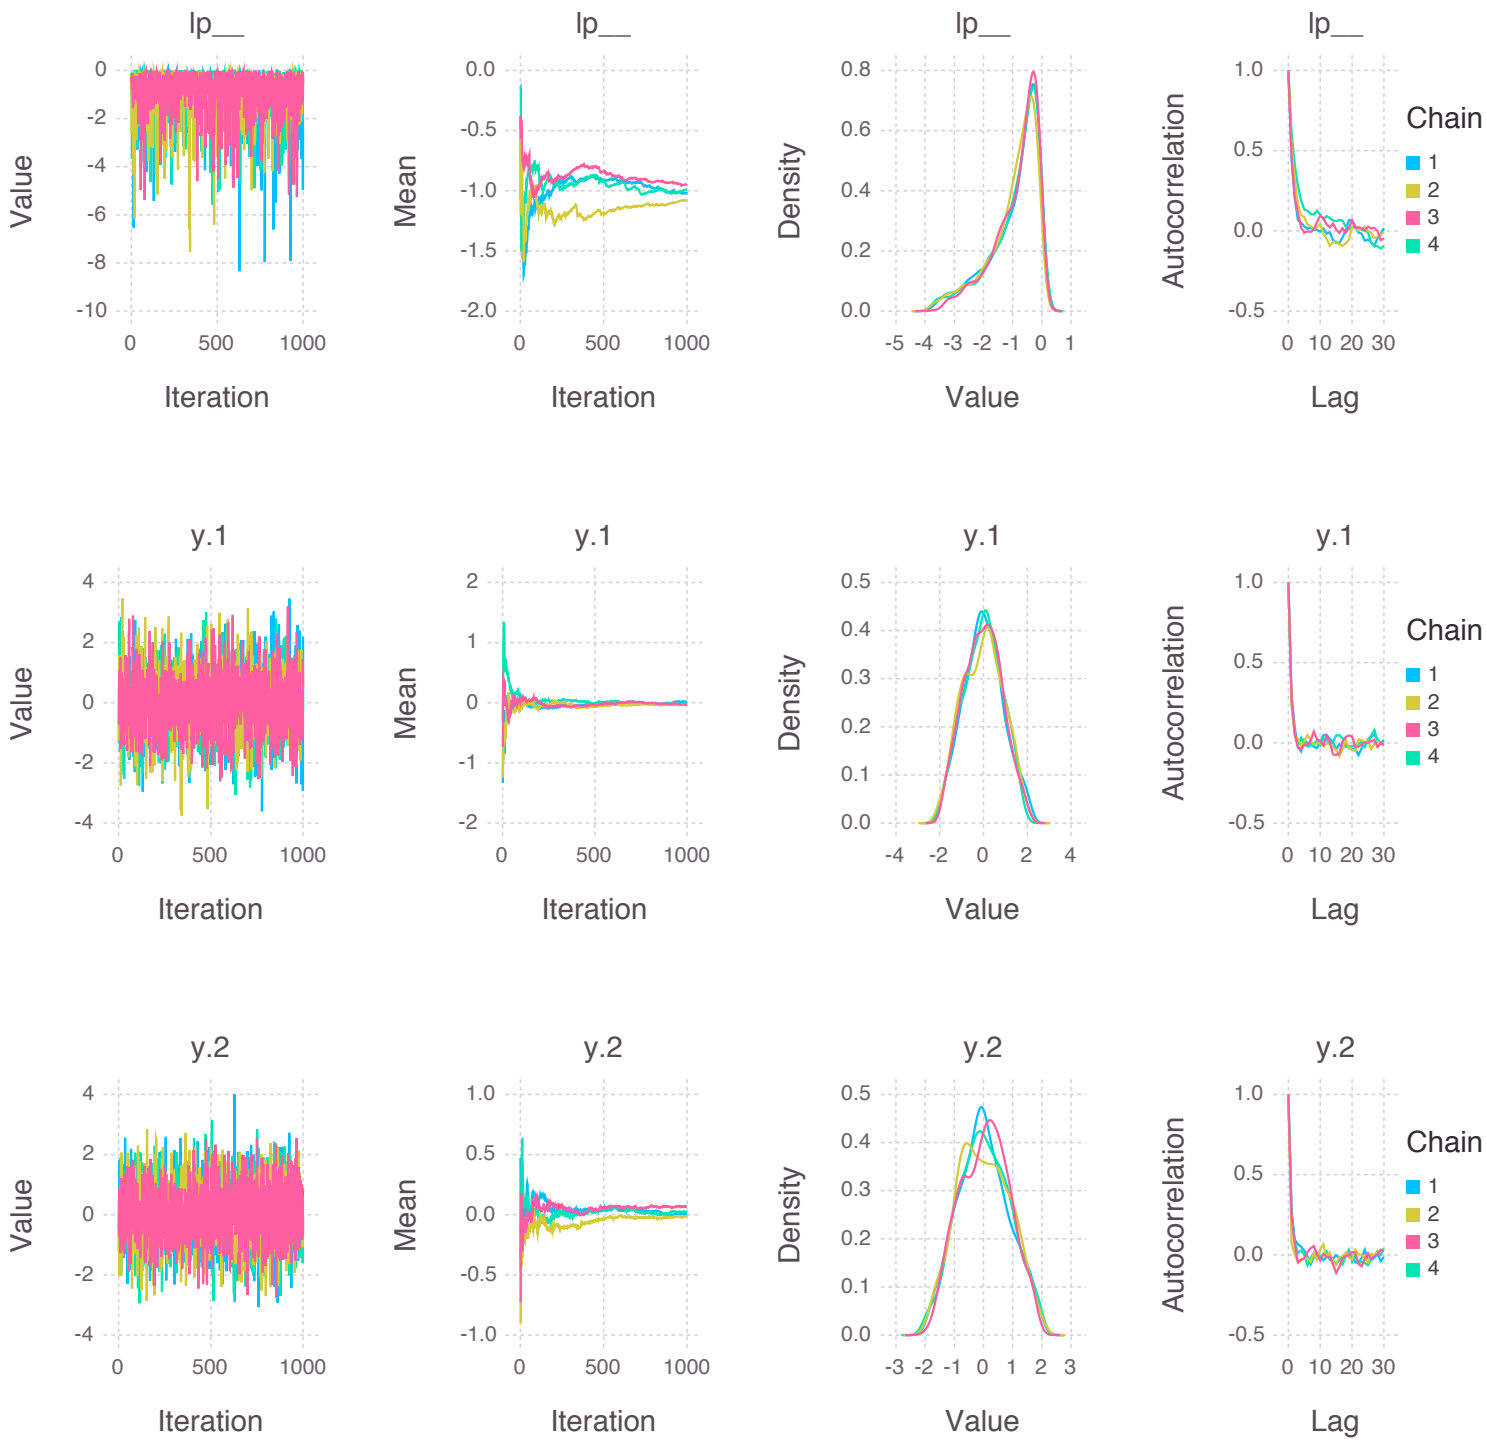 lp__ lp__ lp__ lp__
Value
0
-2
-4
-6
-8
-10
0 500 1000
Iteration
Mean
0.0
-0.5
-1.0
-1.5
-2.0
0 500 1000
Iteration
Density
0.8
0.6
0.4
0.2
0.0
-5 -4 -3 -2 -1 0 1
Value
Autocorrelation
1.0
0.5
0.0
-0.5
0 10 20 30
Lag
Chain
1
2
3
4
y.1 y.1 y.1 y.1
Value
4
2
0
-2
-4
0 500 1000
Iteration
Mean
2
1
0
-1
-2
0 500 1000
Iteration
Density
0.5
0.4
0.3
0.2
0.1
0.0
-4 -2 0 2 4
Value
Autocorrelation
1.0
0.5
0.0
-0.5
0 10 20 30
Lag
Chain
1
2
3
4
y.2 y.2 y.2 y.2
Value
4
2
0
-2
-4
0 500 1000
Iteration
Mean
1.0
0.5
0.0
-0.5
-1.0
0 500 1000
Iteration
Density
0.5
0.4
0.3
0.2
0.1
0.0
-3 -2 -1 0 1 2 3
Value
Autocorrelation
1.0
0.5
0.0
-0.5
0 10 20 30
Lag
Chain
1
2
3
4